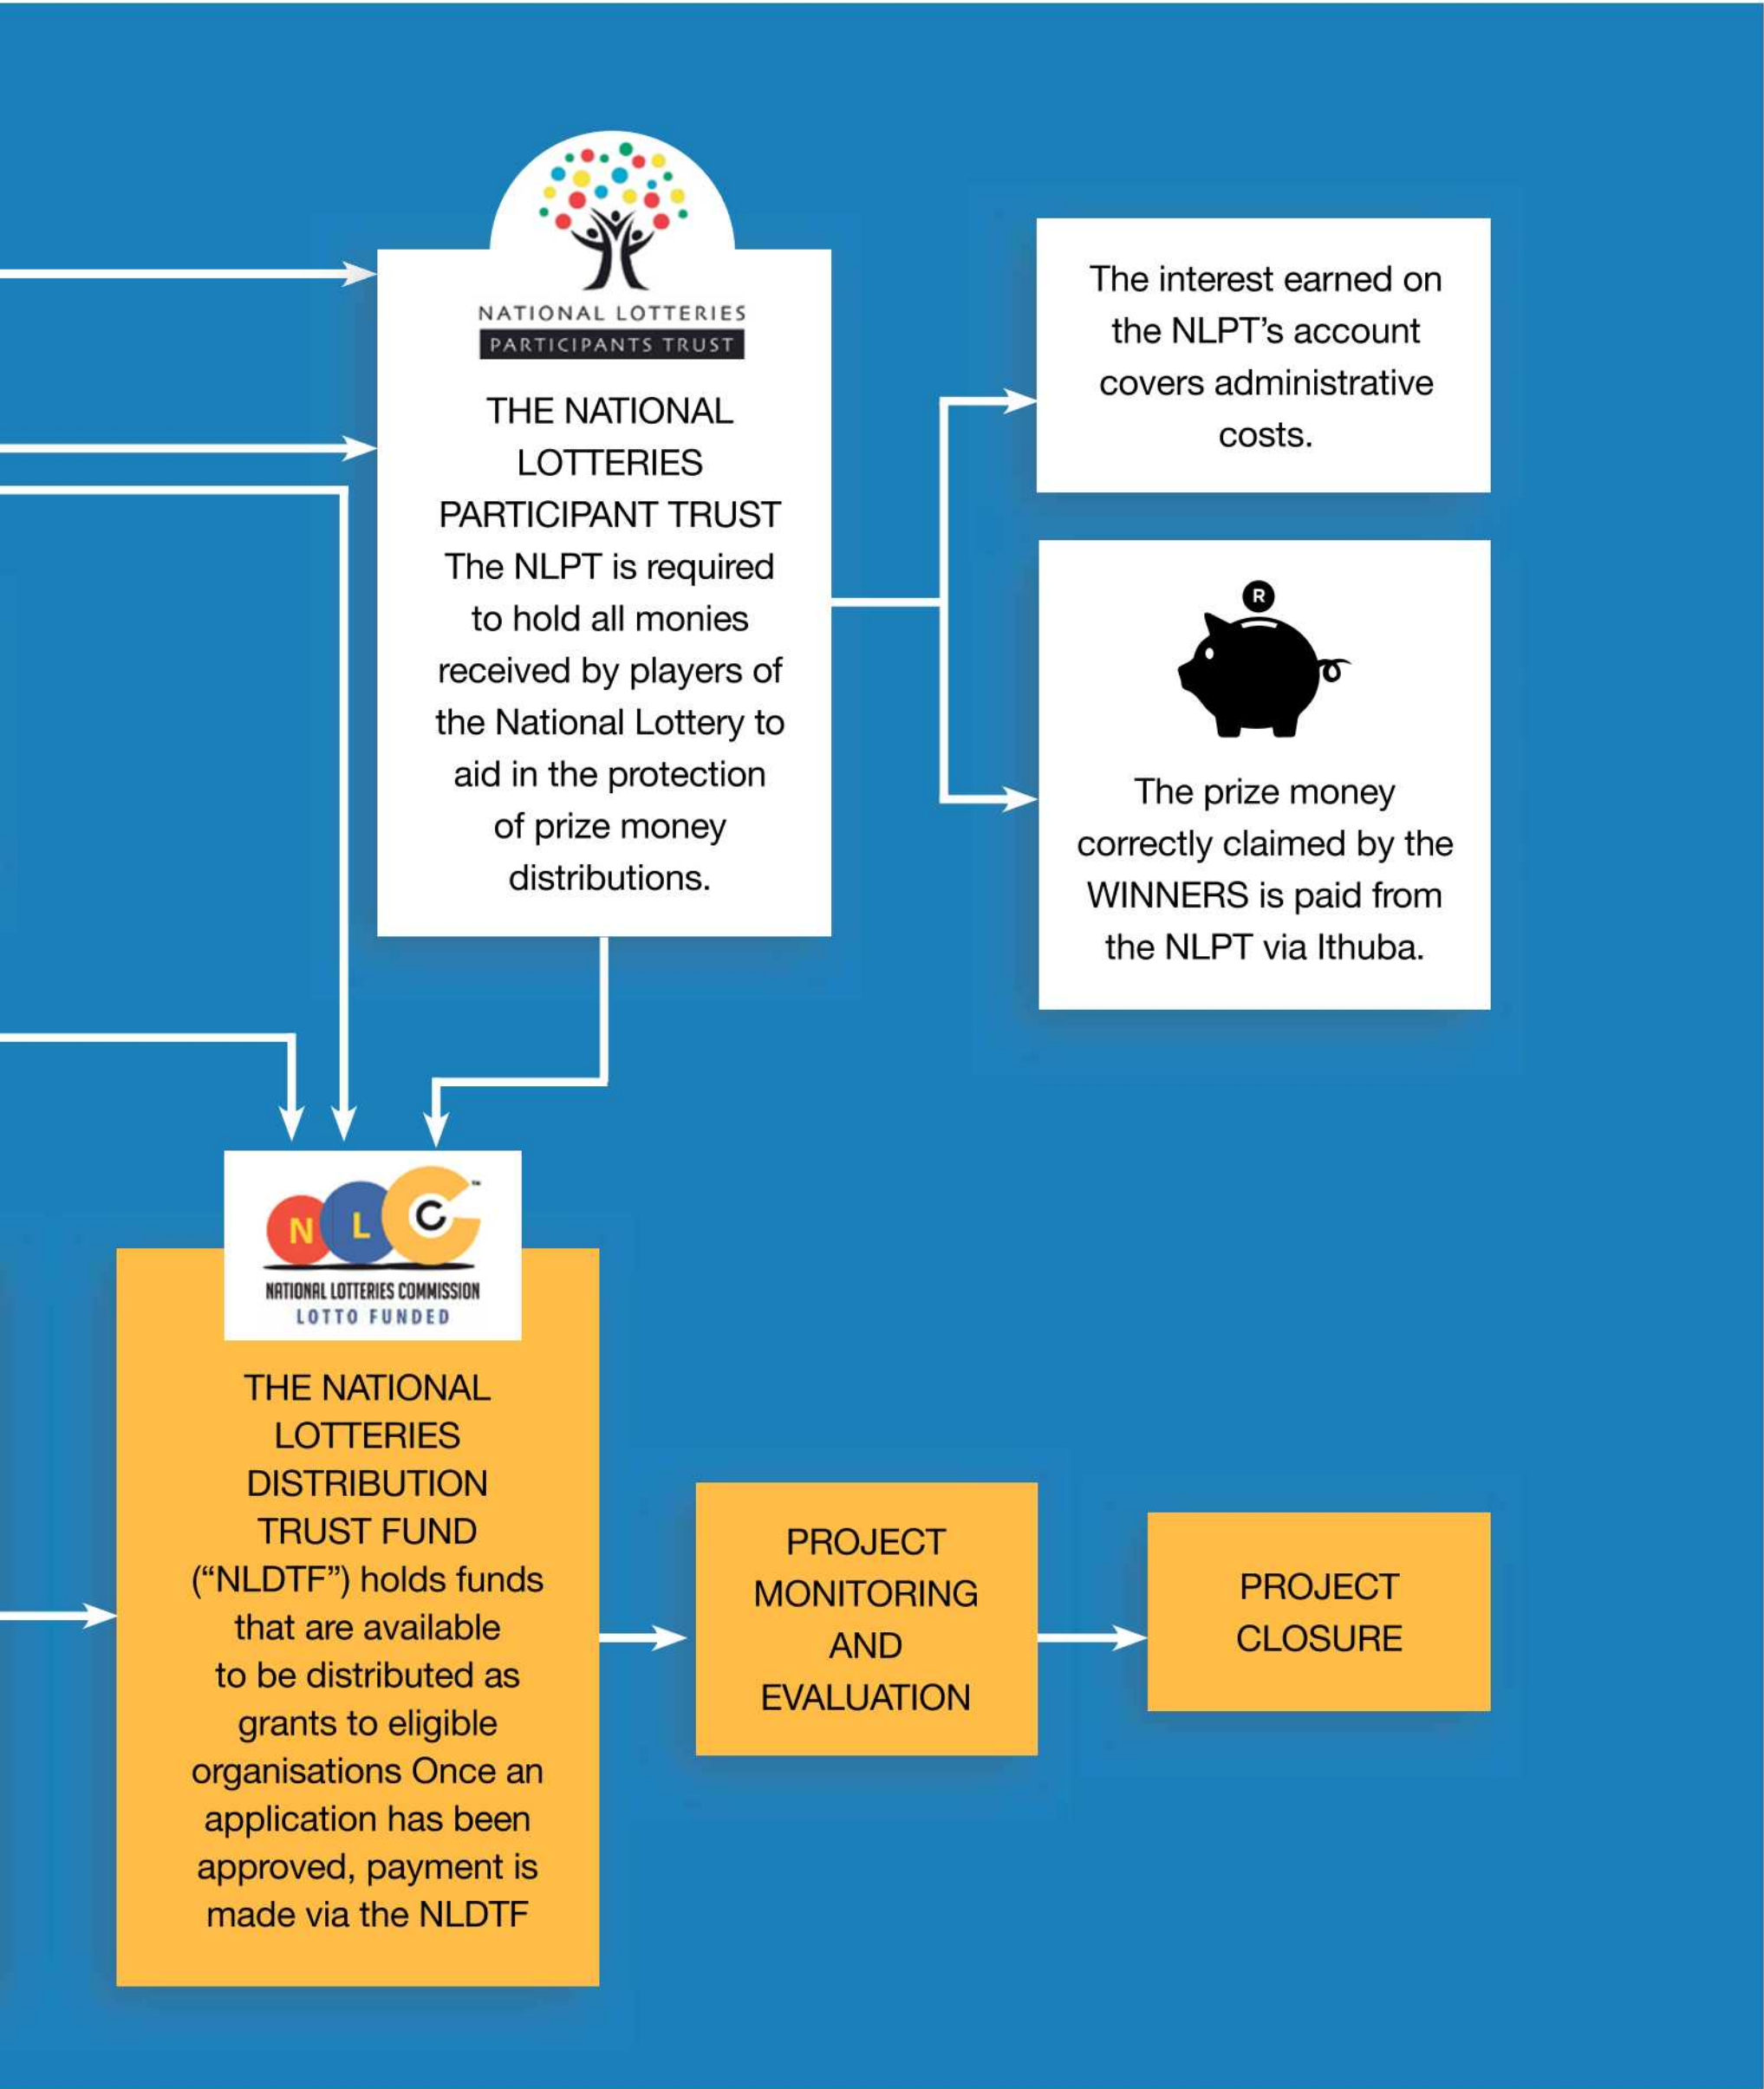 NATIONAL LOTTERIES
PARTICIPANTS TRUST
THE NATIONAL
LOTTERIES
PARTICIPANT TRUST
The NLPT is required
to hold all monies
received by players of
the National Lottery to
aid in the protection
of prize money
distributions.
The interest earned on
the NLPT’s account
covers administrative
costs.
R
The prize money
correctly claimed by the
WINNERS is paid from
the NLPT via Ithuba.
N L C ™
NATIONAL LOTTERIES COMMISSION
LOTTO FUNDED
THE NATIONAL
LOTTERIES
DISTRIBUTION
TRUST FUND
(“NLDTF”) holds funds
that are available
to be distributed as
grants to eligible
organisations Once an
application has been
approved, payment is
made via the NLDTF
PROJECT
MONITORING
AND
EVALUATION
PROJECT
CLOSURE